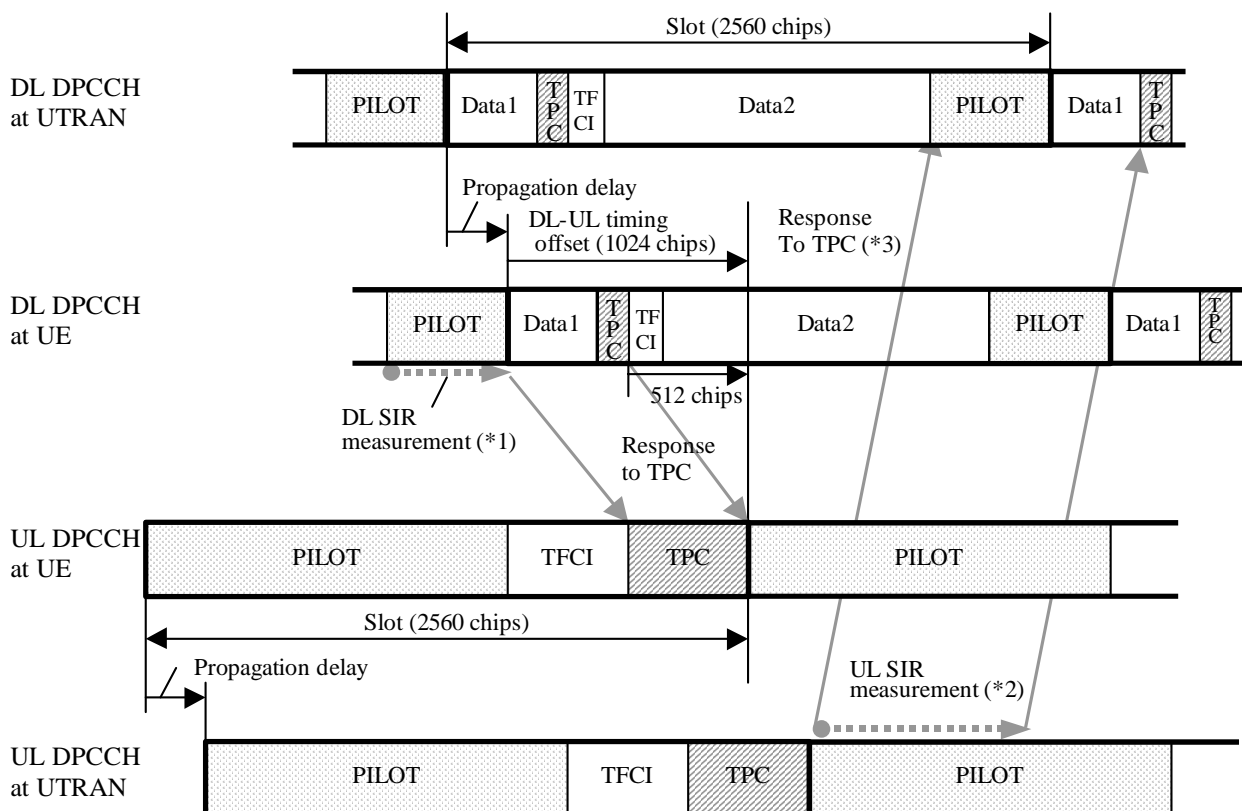 Slot (2560 chips)
DL DPCCH
at UTRAN
PILOT Data1 TPC TFCI Data2 PILOT Data1 TPC
Propagation delay
DL-UL timing
offset (1024 chips)
Response
To TPC (*3)
DL DPCCH
at UE
PILOT Data1 TPC TFCI Data2 PILOT Data1 TPC
512 chips
DL SIR
measurement (*1)
Response
to TPC
UL DPCCH
at UE
PILOT TFCI TPC PILOT
Slot (2560 chips)
Propagation delay
UL SIR
measurement (*2)
UL DPCCH
at UTRAN
PILOT TFCI TPC PILOT